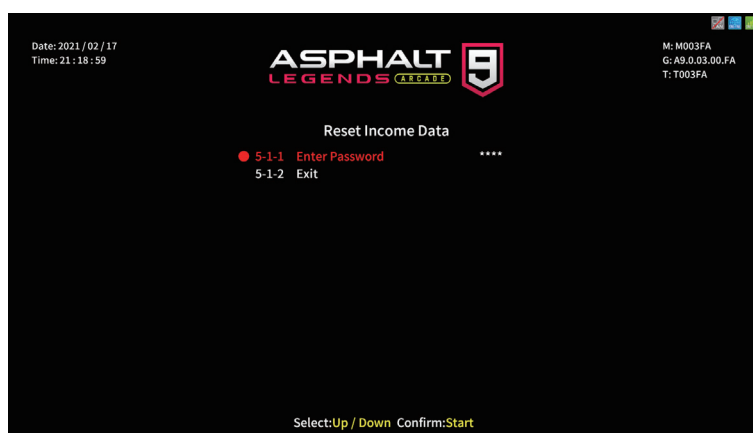 Date: 2021 / 02 / 17
Time: 21 : 18 : 59
ASPHALT 9
LEGENDS ARCADE
M: M003FA
G: A9.0.03.00.FA
T: T003FA
Reset Income Data
5-1-1 Enter Password ****
5-1-2 Exit
Select:Up / Down Confirm:Start